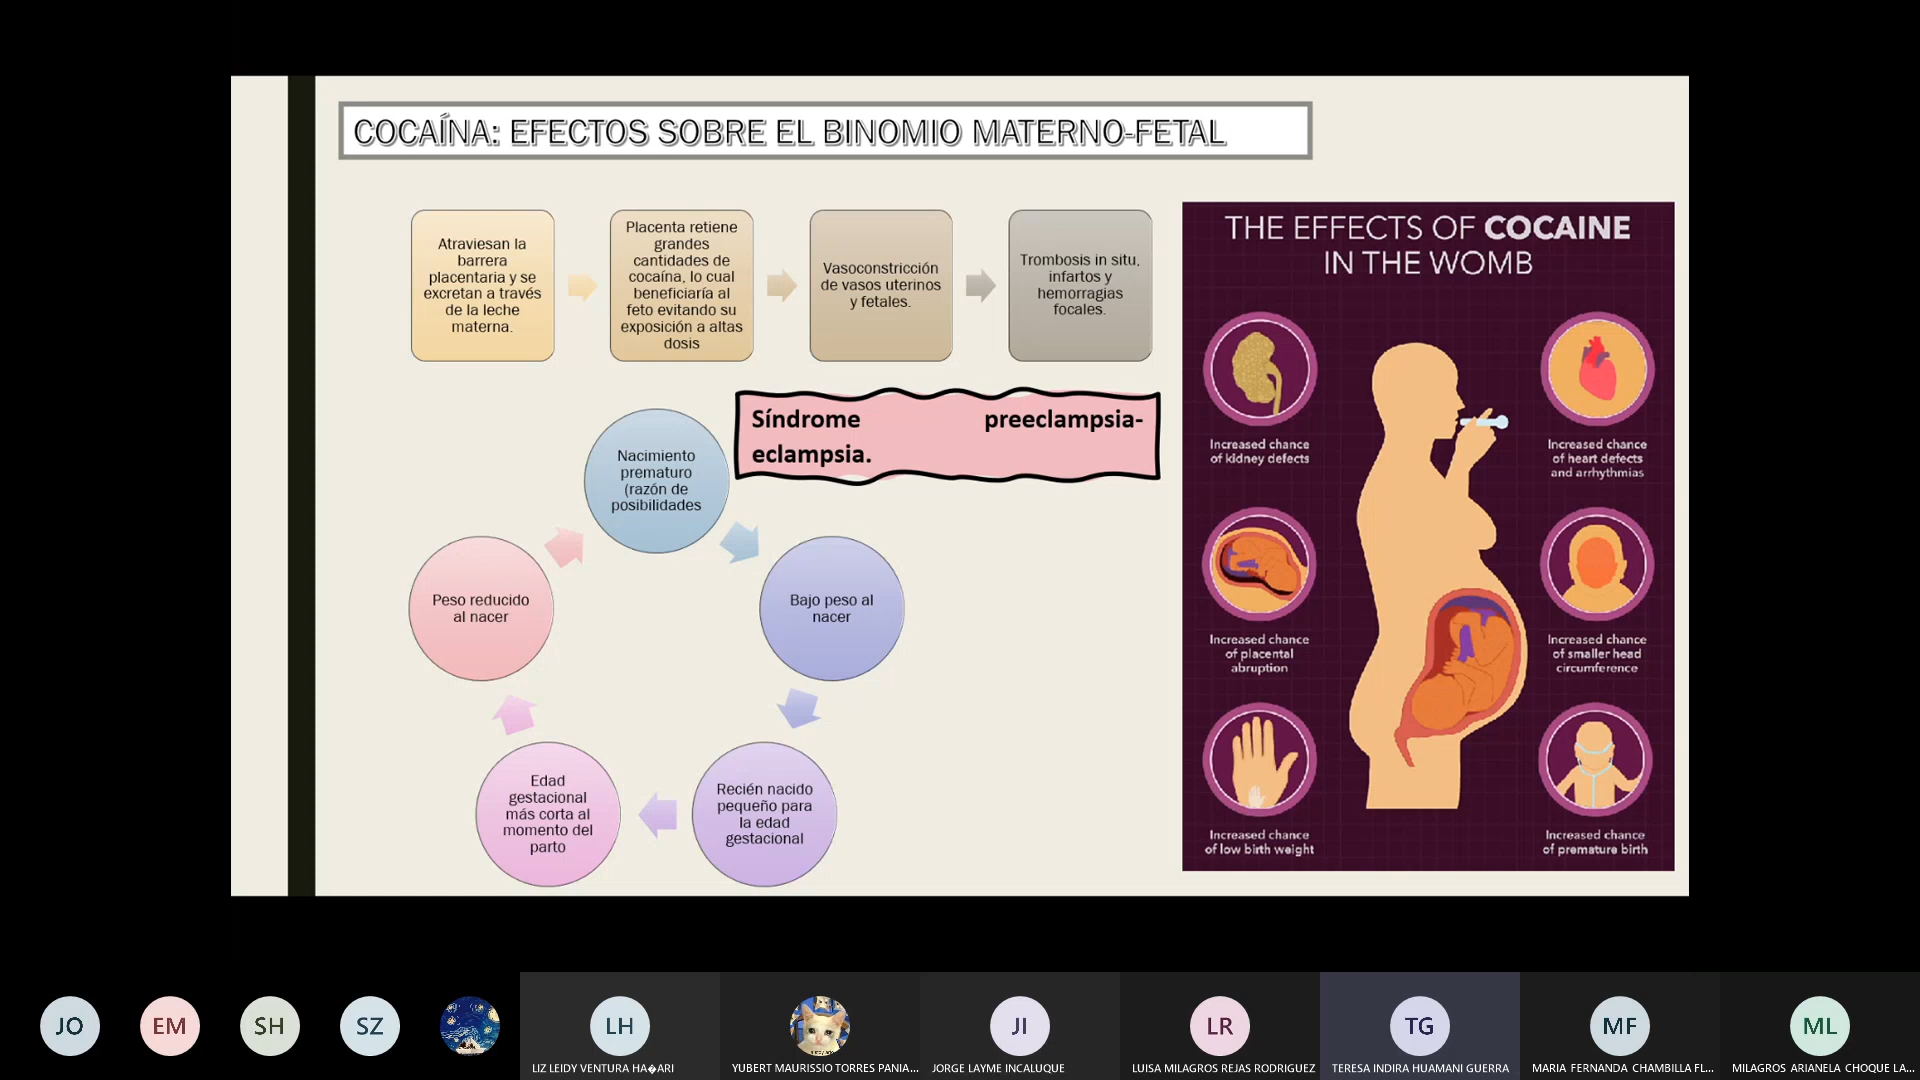 COCAÍNA: EFECTOS SOBRE EL BINOMIO MATERNO-FETAL
Atraviesan la
barrera
placentaria y se
excretan a través
de la leche
materna.
Placenta retiene
grandes
cantidades de
cocaína, lo cual
beneficiaría al
feto evitando su
exposición a altas
dosis
Vasoconstricción
de vasos uterinos
y fetales.
Trombosis in situ,
infartos y
hemorragias
focales.
Síndrome preeclampsia-
eclampsia.
Nacimiento
prematuro
(razón de
posibilidades
Bajo peso al
nacer
Recién nacido
pequeño para
la edad
gestacional
Edad
gestacional
más corta al
momento del
parto
Peso reducido
al nacer
THE EFFECTS OF COCAINE
IN THE WOMB
Increased chance
of kidney defects
Increased chance
of heart defects
and arrhythmias
Increased chance
of placental
abruption
Increased chance
of smaller head
circumference
Increased chance
of low birth weight
Increased chance
of premature birth
JO
EM
SH
SZ
LH
LIZ LEIDY VENTURA HA�ARI
YUBERT MAURISSIO TORRES PANIA...
JI
JORGE LAYME INCALUQUE
LR
LUISA MILAGROS REJAS RODRIGUEZ
TG
TERESA INDIRA HUAMANI GUERRA
MF
MARIA FERNANDA CHAMBILLA FL...
ML
MILAGROS ARIANELA CHOQUE LA...